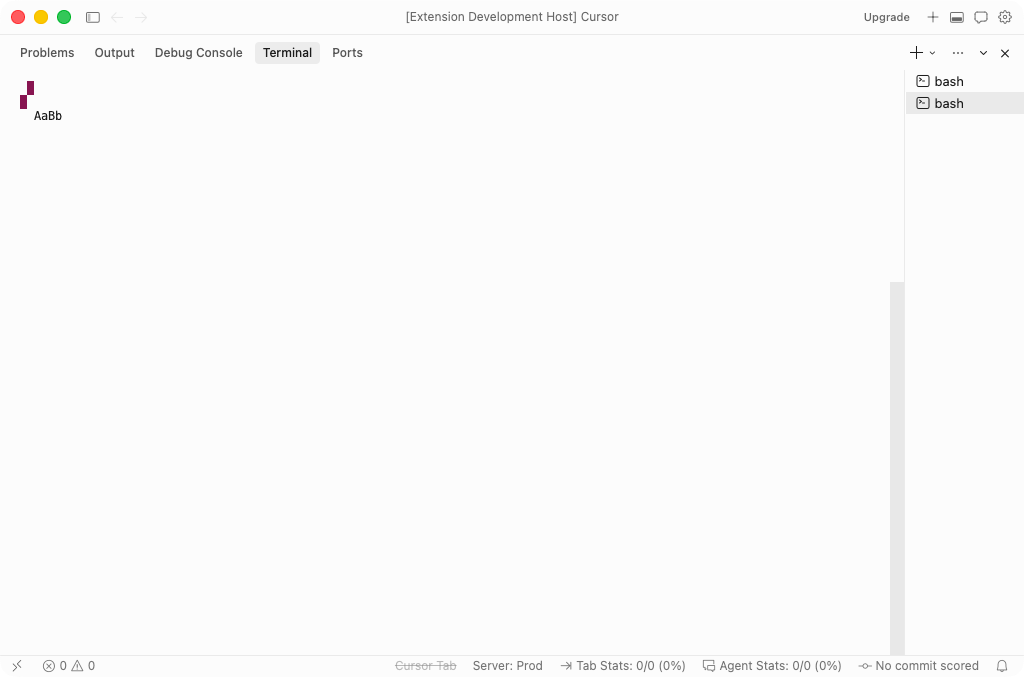 [Extension Development Host] Cursor
Upgrade
Problems Output Debug Console Terminal Ports
bash
bash
AaBb
0 0 Cursor Tab Server: Prod Tab Stats: 0/0 (0%) Agent Stats: 0/0 (0%) No commit scored